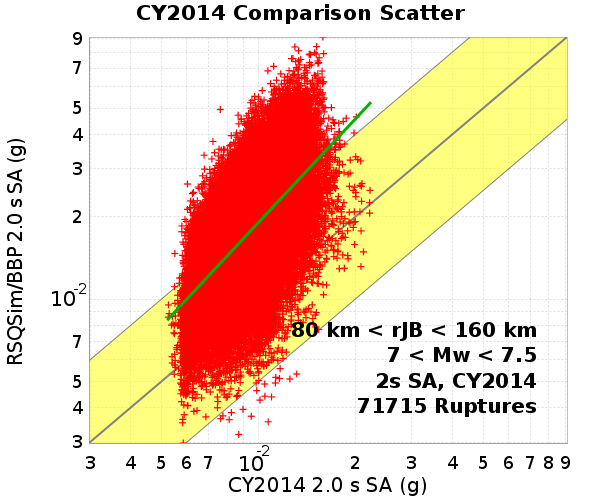 CY2014 Comparison Scatter
RSQSim/BBP 2.0 s SA (g)
9
7
5
4
3
2
10-2
7
5
4
3
80 km < rJB < 160 km
7 < Mw < 7.5
2s SA, CY2014
71715 Ruptures
3 4 5 6 7 10-2 2 3 4 5 6 7 8 9
CY2014 2.0 s SA (g)